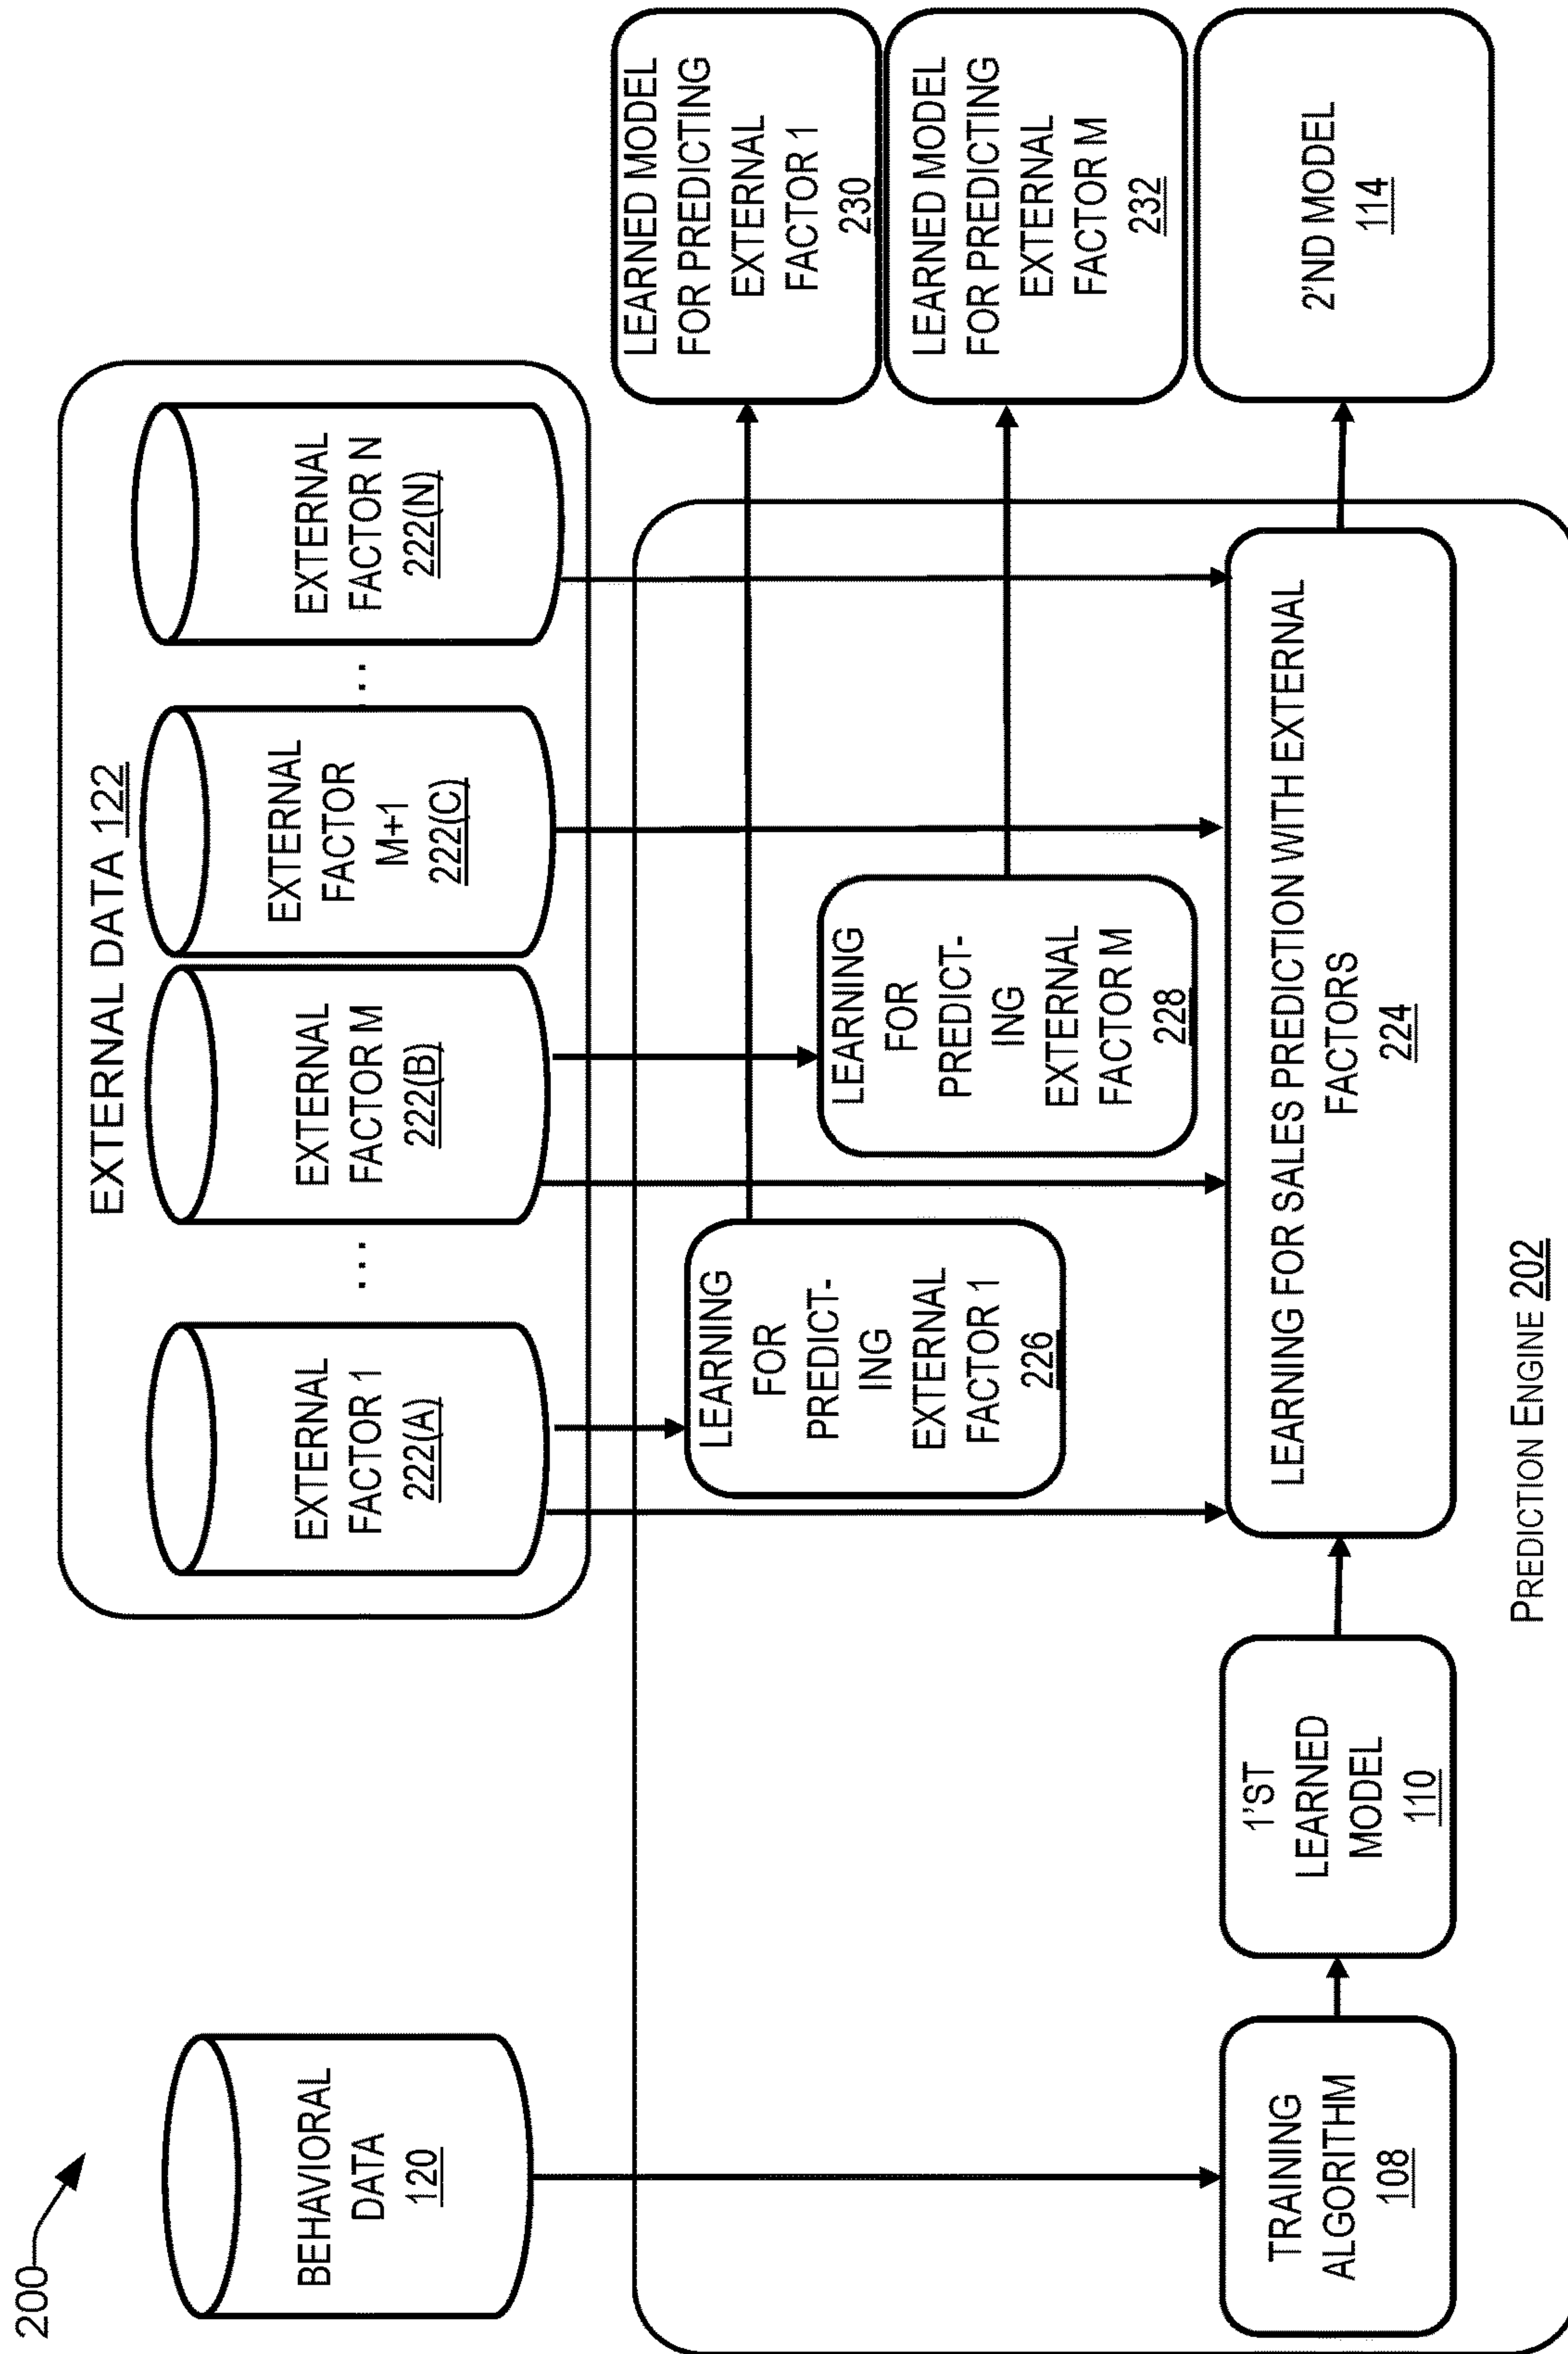 200
BEHAVIORAL
DATA
120
EXTERNAL DATA 122
EXTERNAL
FACTOR 1
222(A)
...
EXTERNAL
FACTOR M
222(B)
EXTERNAL
FACTOR
M+1
222(C)
...
EXTERNAL
FACTOR N
222(N)
LEARNING
FOR
PREDICT-
ING
EXTERNAL
FACTOR 1
226
LEARNING
FOR
PREDICT-
ING
EXTERNAL
FACTOR M
228
LEARNED MODEL
FOR PREDICTING
EXTERNAL
FACTOR 1
230
LEARNED MODEL
FOR PREDICTING
EXTERNAL
FACTOR M
232
TRAINING
ALGORITHM
108
1'ST
LEARNED
MODEL
110
LEARNING FOR SALES PREDICTION WITH EXTERNAL
FACTORS
224
2'ND MODEL
114
PREDICTION ENGINE 202